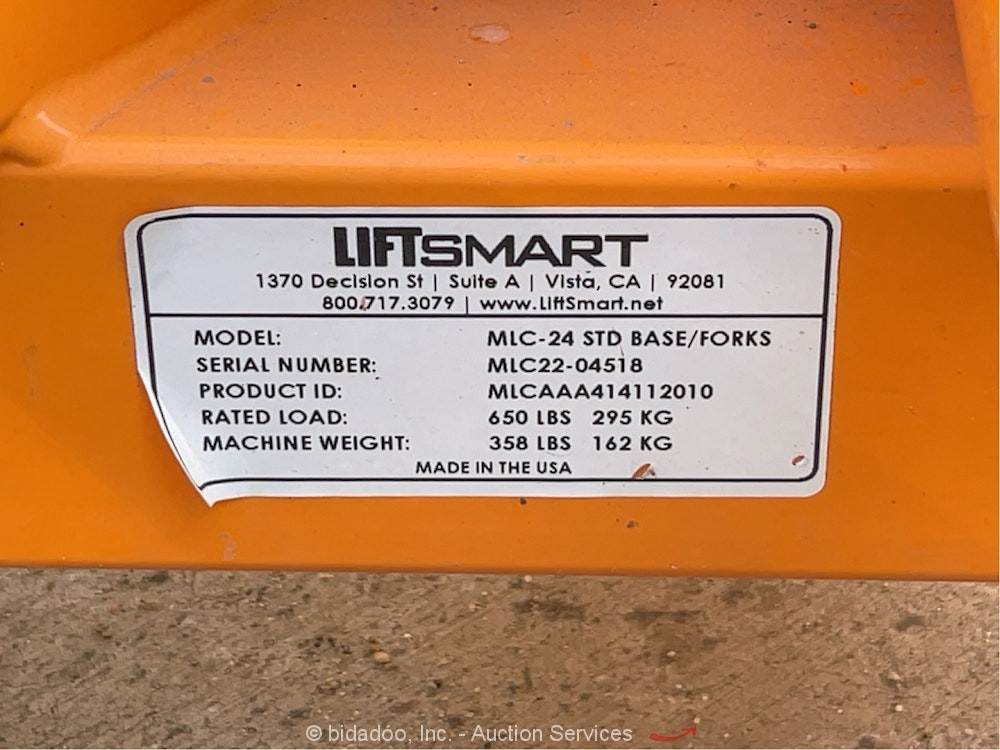 LIFTSMART
1370 Decision St | Suite A | Vista, CA | 92081
800.717.3079 | www.LiftSmart.net
MODEL: MLC-24 STD BASE/FORKS
SERIAL NUMBER: MLC22-04518
PRODUCT ID: MLCAAA414112010
RATED LOAD: 650 LBS 295 KG
MACHINE WEIGHT: 358 LBS 162 KG
MADE IN THE USA
© bidadoo, Inc. - Auction Services